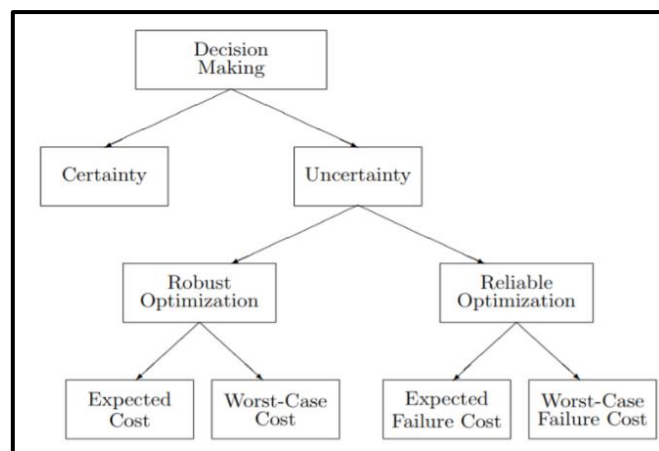 Decision
Making
Certainty
Uncertainty
Robust
Optimization
Reliable
Optimization
Expected
Cost
Worst-Case
Cost
Expected
Failure Cost
Worst-Case
Failure Cost